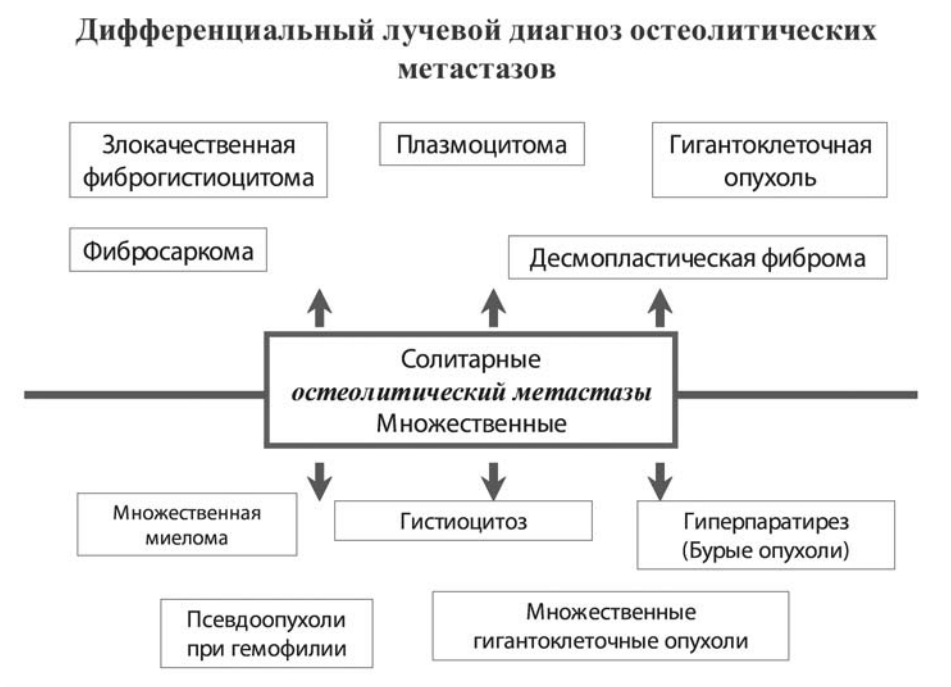 Дифференциальный лучевой диагноз остеолитических
метастазов
Злокачественная
фиброгистиоцитома
Плазмоцитома
Гигантоклеточная
опухоль
Фибросаркома
Десмопластическая фиброма
Солитарные
остеолитический метастазы
Множественные
Множественная
миелома
Гистиоцитоз
Гиперпаратирез
(Бурые опухоли)
Псевдоопухоли
при гемофилии
Множественные
гигантоклеточные опухоли